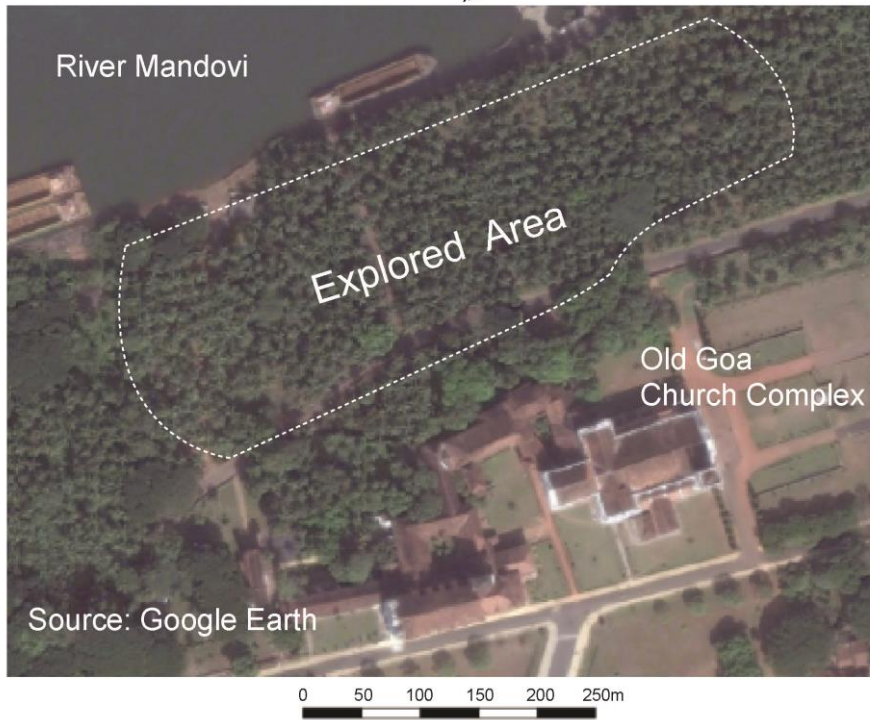 River Mandovi
Explored Area
Old Goa
Church Complex
Source: Google Earth
0 50 100 150 200 250m